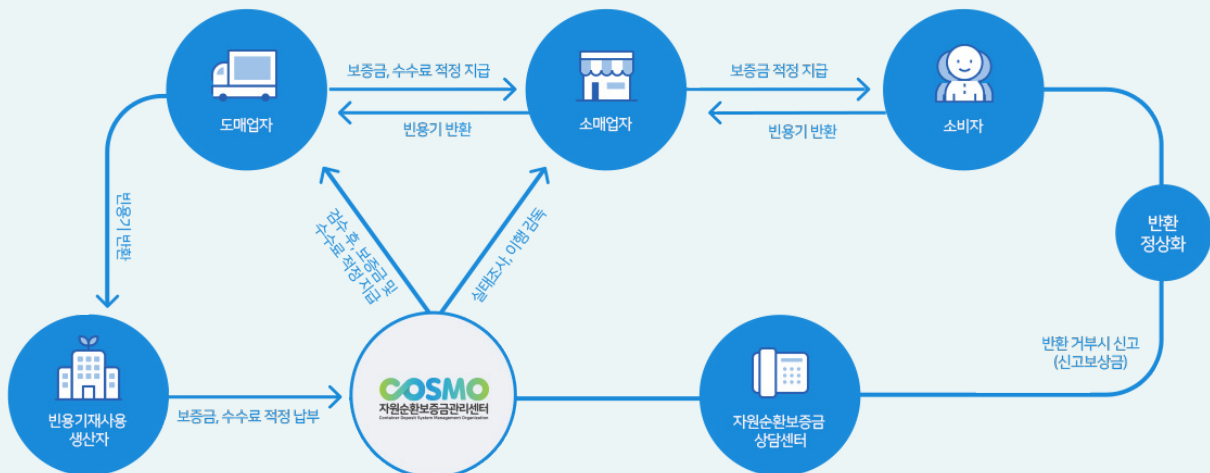 도매업자
보증금, 수수료 적정 지급
빈용기 반환
소매업자
보증금 적정 지급
빈용기 반환
소비자
빈용기 반환
검수 후, 보증금 및
수수료 적정 지급
실태조사, 이행 감독
반환
정상화
빈용기재사용
생산자
보증금, 수수료 적정 납부
COSMO
자원순환보증금관리센터
Container Deposit System Management Organization
자원순환보증금
상담센터
반환 거부시 신고
(신고보상금)